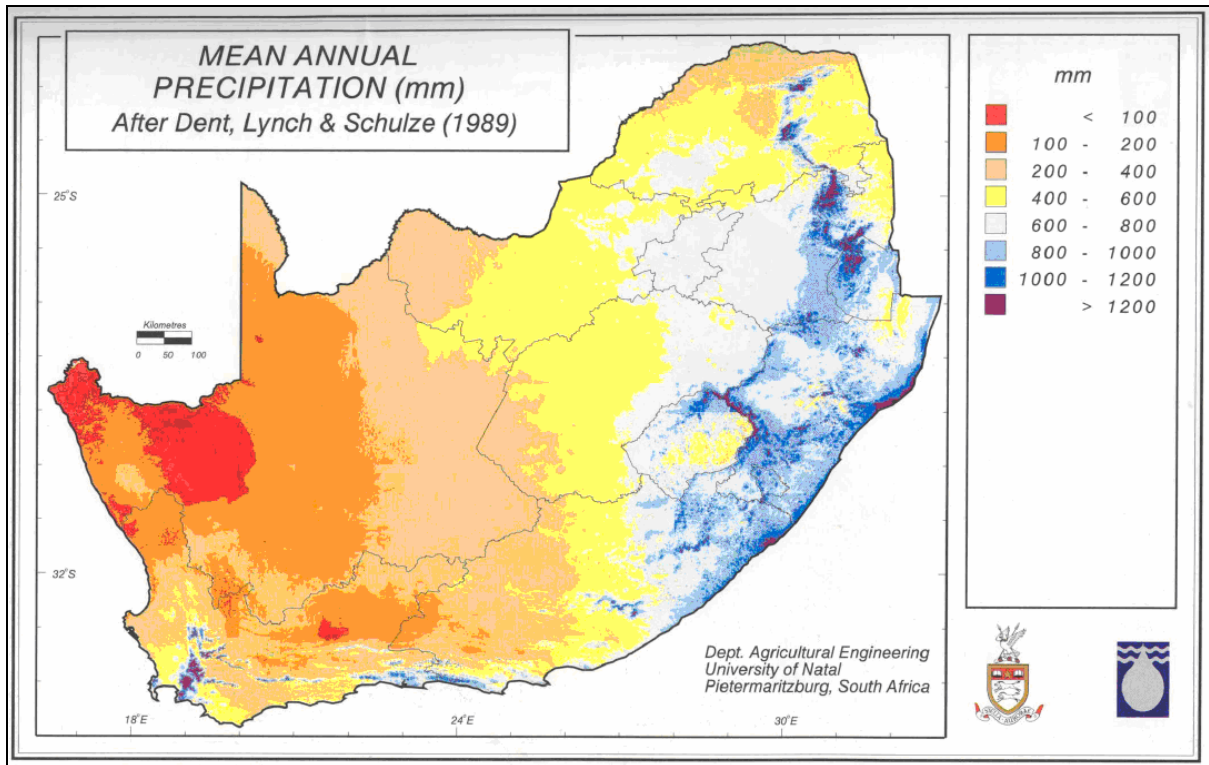 MEAN ANNUAL
PRECIPITATION (mm)
After Dent, Lynch & Schulze (1989)
mm
< 100
100 - 200
200 - 400
400 - 600
600 - 800
800 - 1000
1000 - 1200
> 1200
25°S
Kilometres
0 50 100
32°S
Dept. Agricultural Engineering
University of Natal
Pietermaritzburg, South Africa
18°E
24°E
30°E